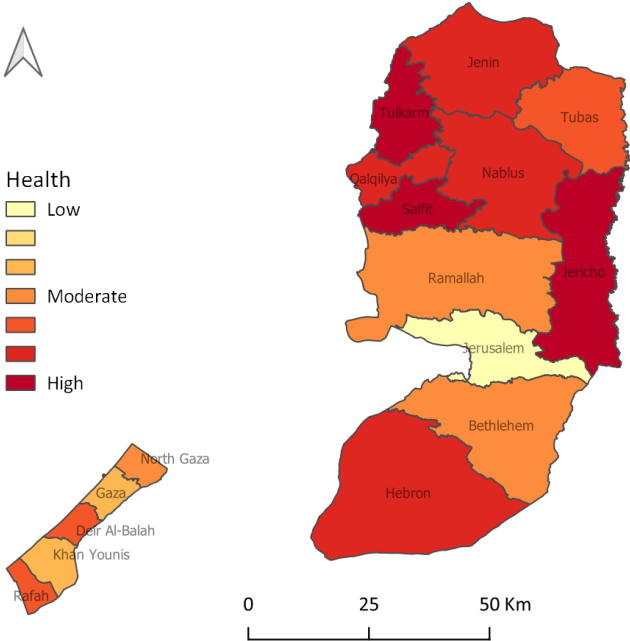 Jenin
Tulkarm
Tubas
Nablus
Qalqilya
Salfit
Jericho
Ramallah
Jerusalem
Bethlehem
Hebron
Health
Low
Moderate
High
North Gaza
Gaza
Deir Al-Balah
Khan Younis
Rafah
0 25 50 Km